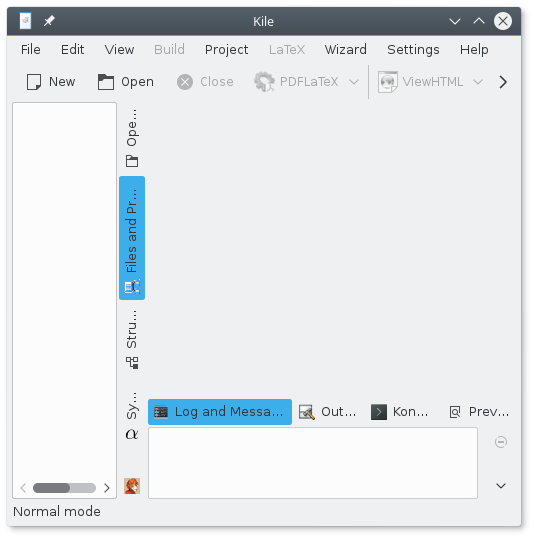 Kile
File Edit View Build Project LaTeX Wizard Settings Help
New Open Close PDFLaTeX ViewHTML
Ope...
Files and Pr...
Stru...
Sy...
α
Log and Messa... Out... Kon... Prev...
Normal mode